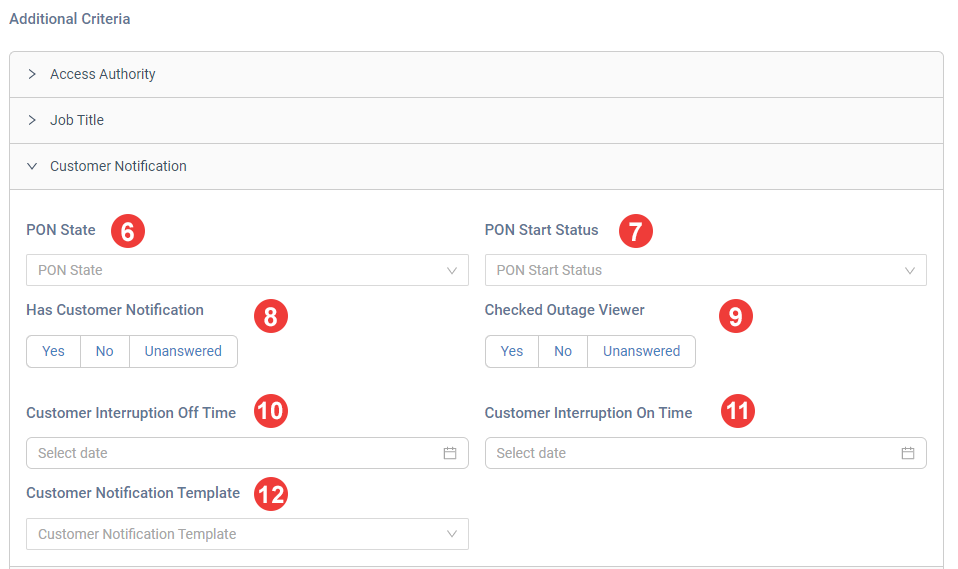 Additional Criteria
Access Authority
Job Title
Customer Notification
PON State 6 PON Start Status 7
PON State PON Start Status
Has Customer Notification 8 Checked Outage Viewer 9
Yes No Unanswered Yes No Unanswered
Customer Interruption Off Time 10 Customer Interruption On Time 11
Select date Select date
Customer Notification Template 12
Customer Notification Template